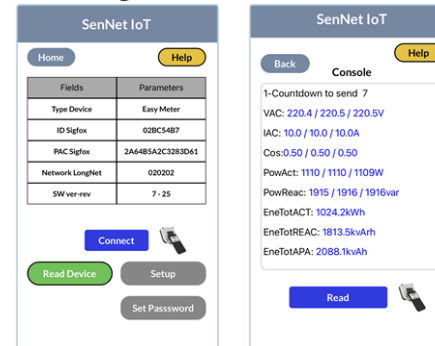 SenNet IoT
Home
Help
Fields Parameters
Type Device Easy Meter
ID Sigfox 02BC54B7
PAC Sigfox 2A64B5A2C3283D61
Network LongNet 020202
SW ver-rev 7 - 25
Connect
Read Device
Setup
Set Passsword
SenNet IoT
Help
Back
Console
1-Countdown to send 7
VAC: 220.4 / 220.5 / 220.5V
IAC: 10.0 / 10.0 / 10.0A
Cos:0.50 / 0.50 / 0.50
PowAct: 1110 / 1110 / 1109W
PowReac: 1915 / 1916 / 1916var
EneTotACT: 1024.2kWh
EneTotREAC: 1813.5kvArh
EneTotAPA: 2088.1kvAh
Read